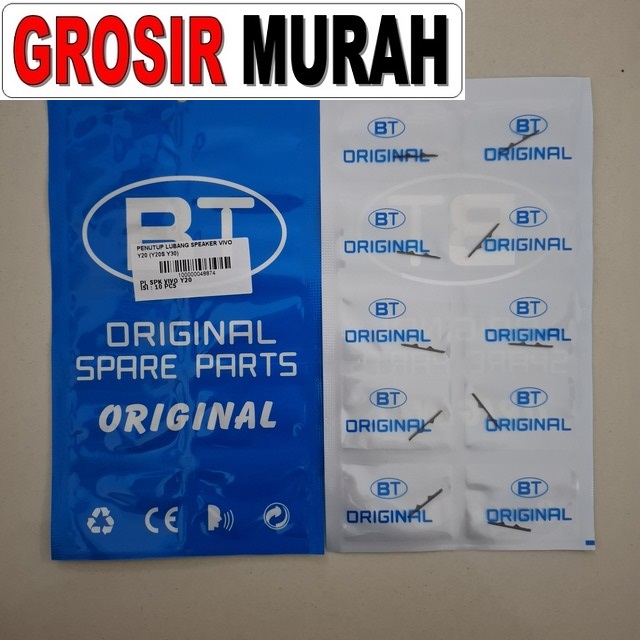 GROSIR MURAH
BT
PENUTUP LUBANG SPEAKER VIVO
Y20 (Y20S Y30)
100000048874
PL SPK VIVO Y20
ISI : 10 PCS
ORIGINAL
SPARE PARTS
ORIGINAL
CE
BT
ORIGINAL
BT
ORIGINAL
BT
ORIGINAL
BT
ORIGINAL
BT
ORIGINAL
BT
ORIGINAL
BT
ORIGINAL
BT
ORIGINAL
BT
ORIGINAL
BT
ORIGINAL